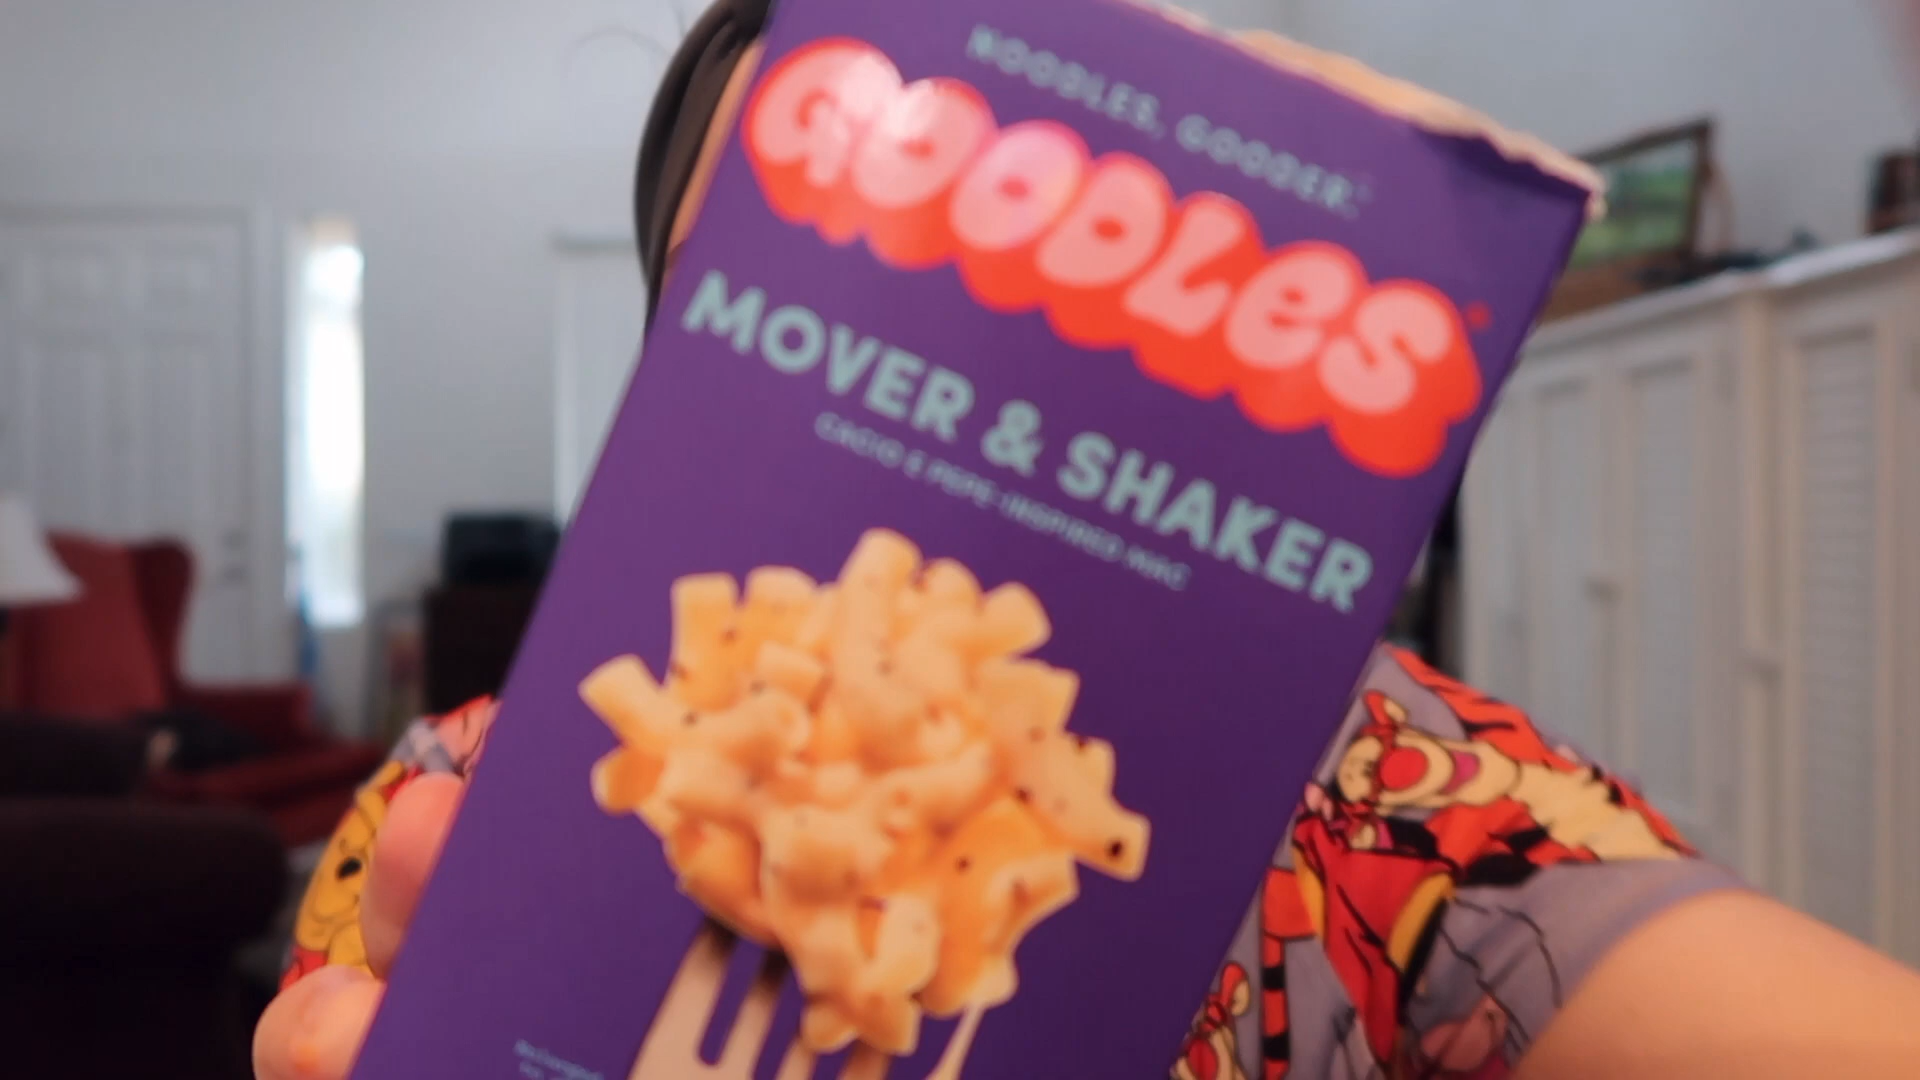 NOODLES, GOODER.
GOODLES
MOVER & SHAKER
CACIO E PEPE-INSPIRED MAC